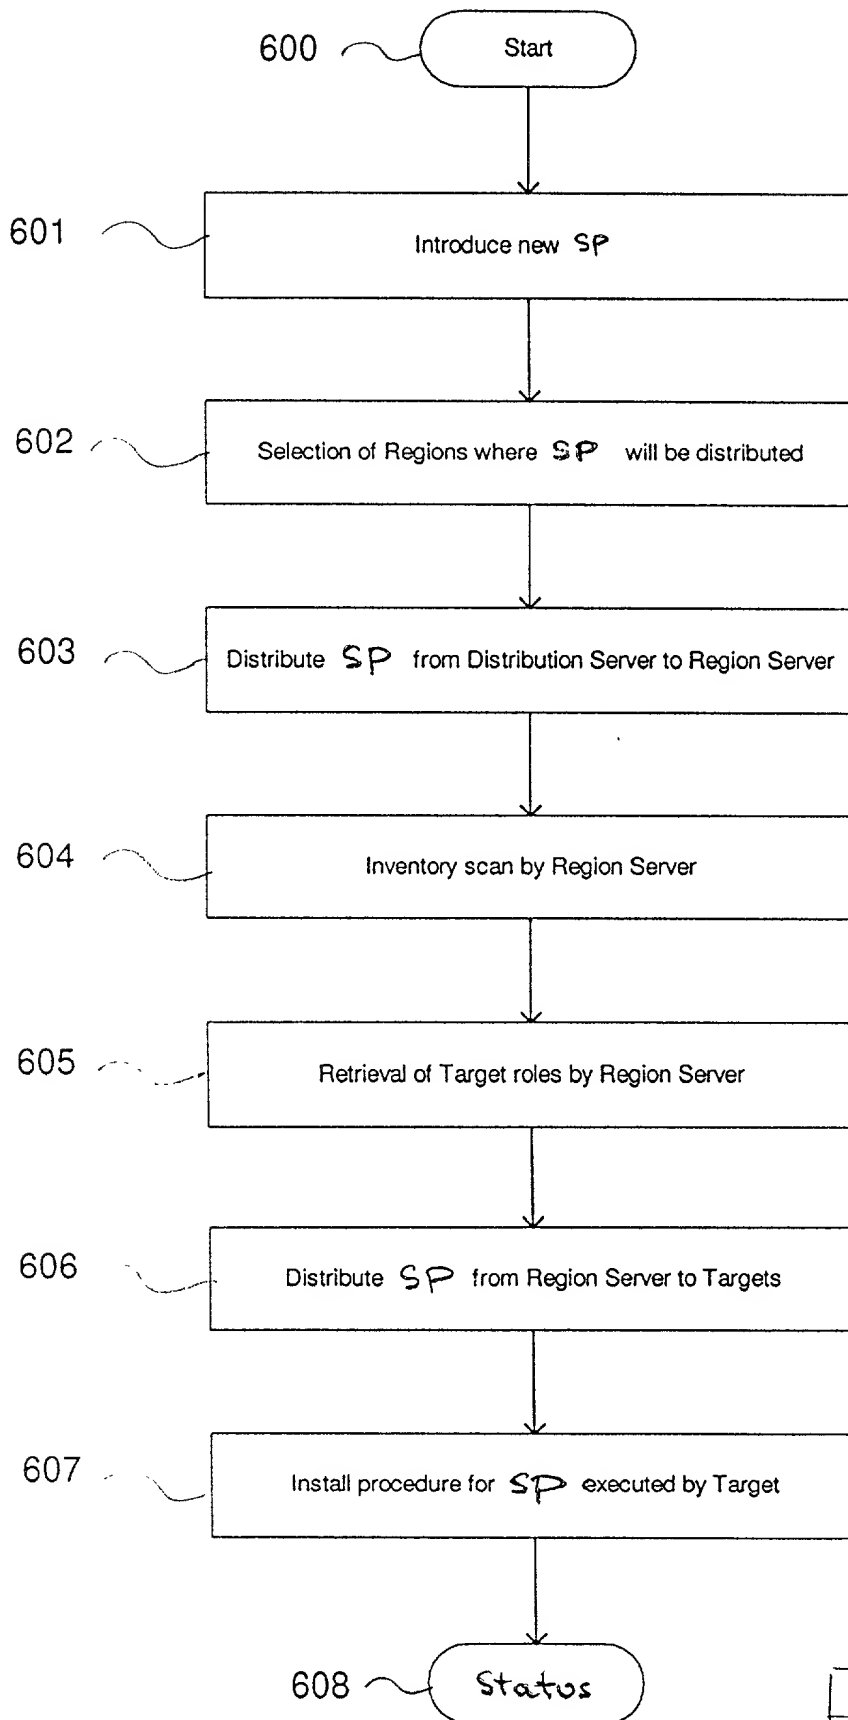 600 Start
601 Introduce new SP
602 Selection of Regions where SP will be distributed
603 Distribute SP from Distribution Server to Region Server
604 Inventory scan by Region Server
605 Retrieval of Target roles by Region Server
606 Distribute SP from Region Server to Targets
607 Install procedure for SP executed by Target
608 Status